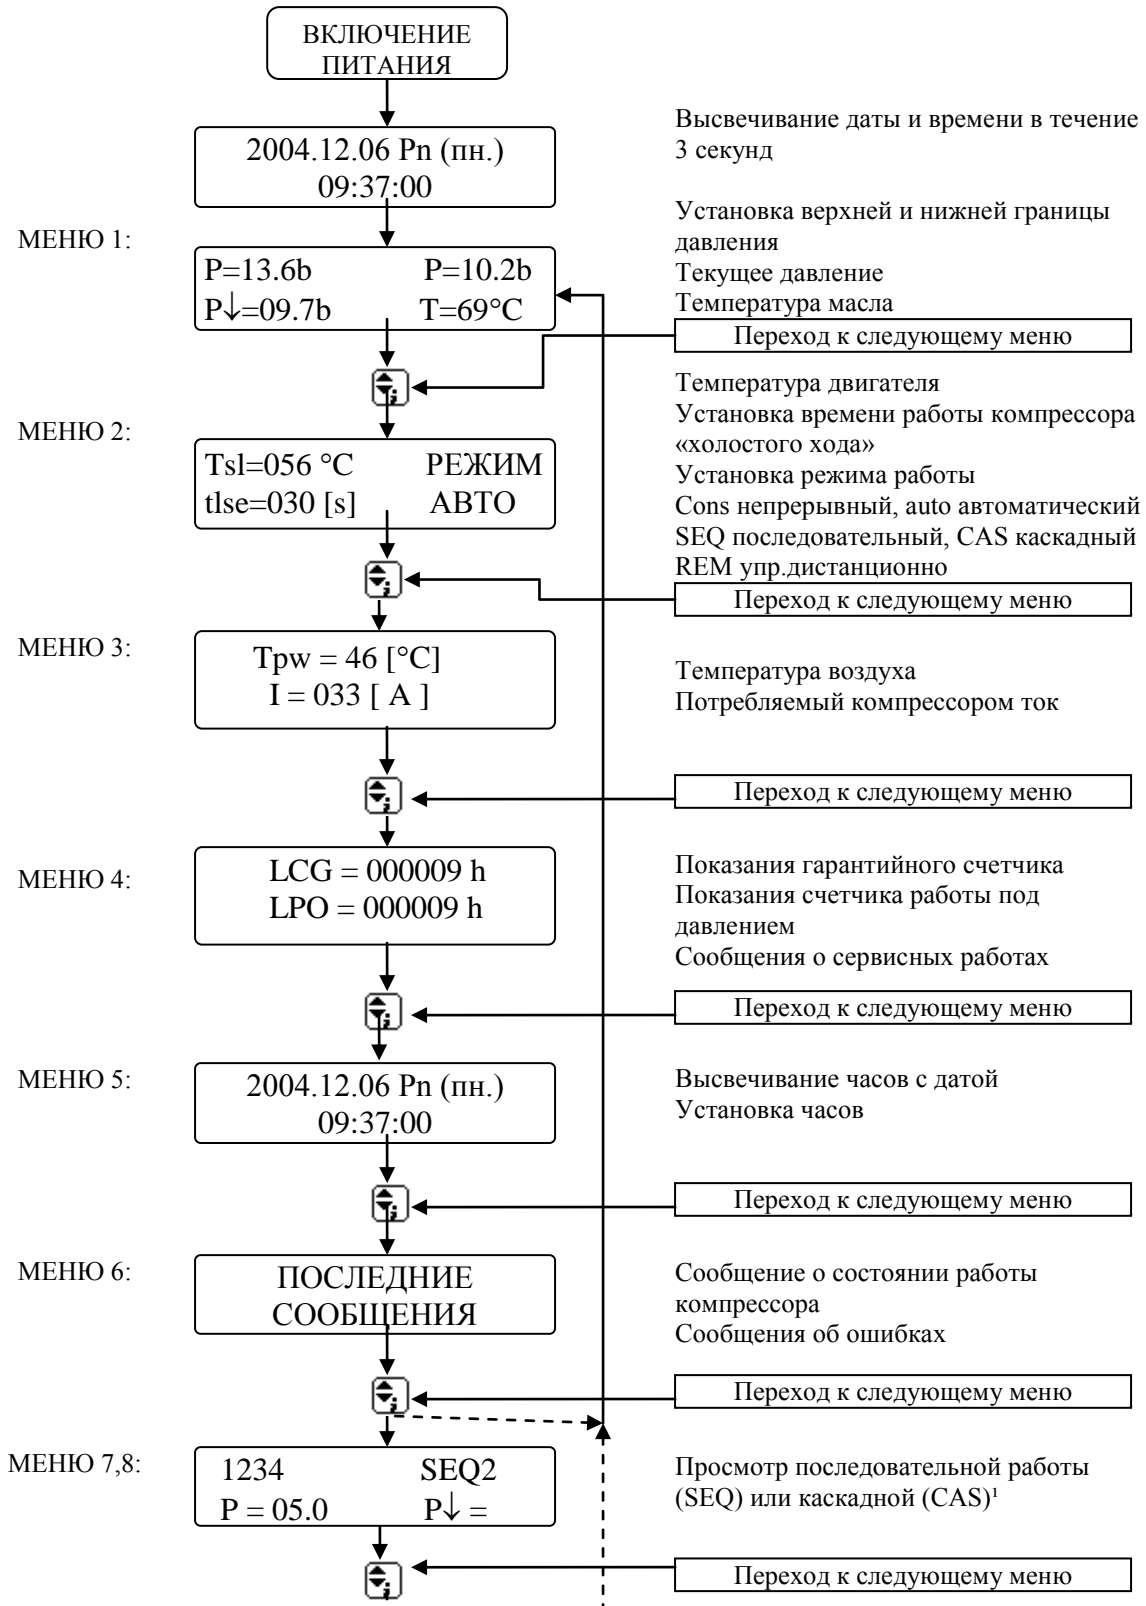 ВКЛЮЧЕНИЕ
ПИТАНИЯ
2004.12.06 Pn (пн.)
09:37:00
Высвечивание даты и времени в течение
3 секунд
МЕНЮ 1:
P=13.6b P=10.2b
P↓=09.7b T=69°C
Установка верхней и нижней границы
давления
Текущее давление
Температура масла
Переход к следующему меню
МЕНЮ 2:
Tsl=056 °C РЕЖИМ
tlse=030 [s] АВТО
Температура двигателя
Установка времени работы компрессора
«холостого хода»
Установка режима работы
Cons непрерывный, auto автоматический
SEQ последовательный, CAS каскадный
REM упр.дистанционно
Переход к следующему меню
МЕНЮ 3:
Tpw = 46 [°C]
I = 033 [ A ]
Температура воздуха
Потребляемый компрессором ток
Переход к следующему меню
МЕНЮ 4:
LCG = 000009 h
LPO = 000009 h
Показания гарантийного счетчика
Показания счетчика работы под
давлением
Сообщения о сервисных работах
Переход к следующему меню
МЕНЮ 5:
2004.12.06 Pn (пн.)
09:37:00
Высвечивание часов с датой
Установка часов
Переход к следующему меню
МЕНЮ 6:
ПОСЛЕДНИЕ
СООБЩЕНИЯ
Сообщение о состоянии работы
компрессора
Сообщения об ошибках
Переход к следующему меню
МЕНЮ 7,8:
1234 SEQ2
P = 05.0 P↓ =
Просмотр последовательной работы
(SEQ) или каскадной (CAS)¹
Переход к следующему меню